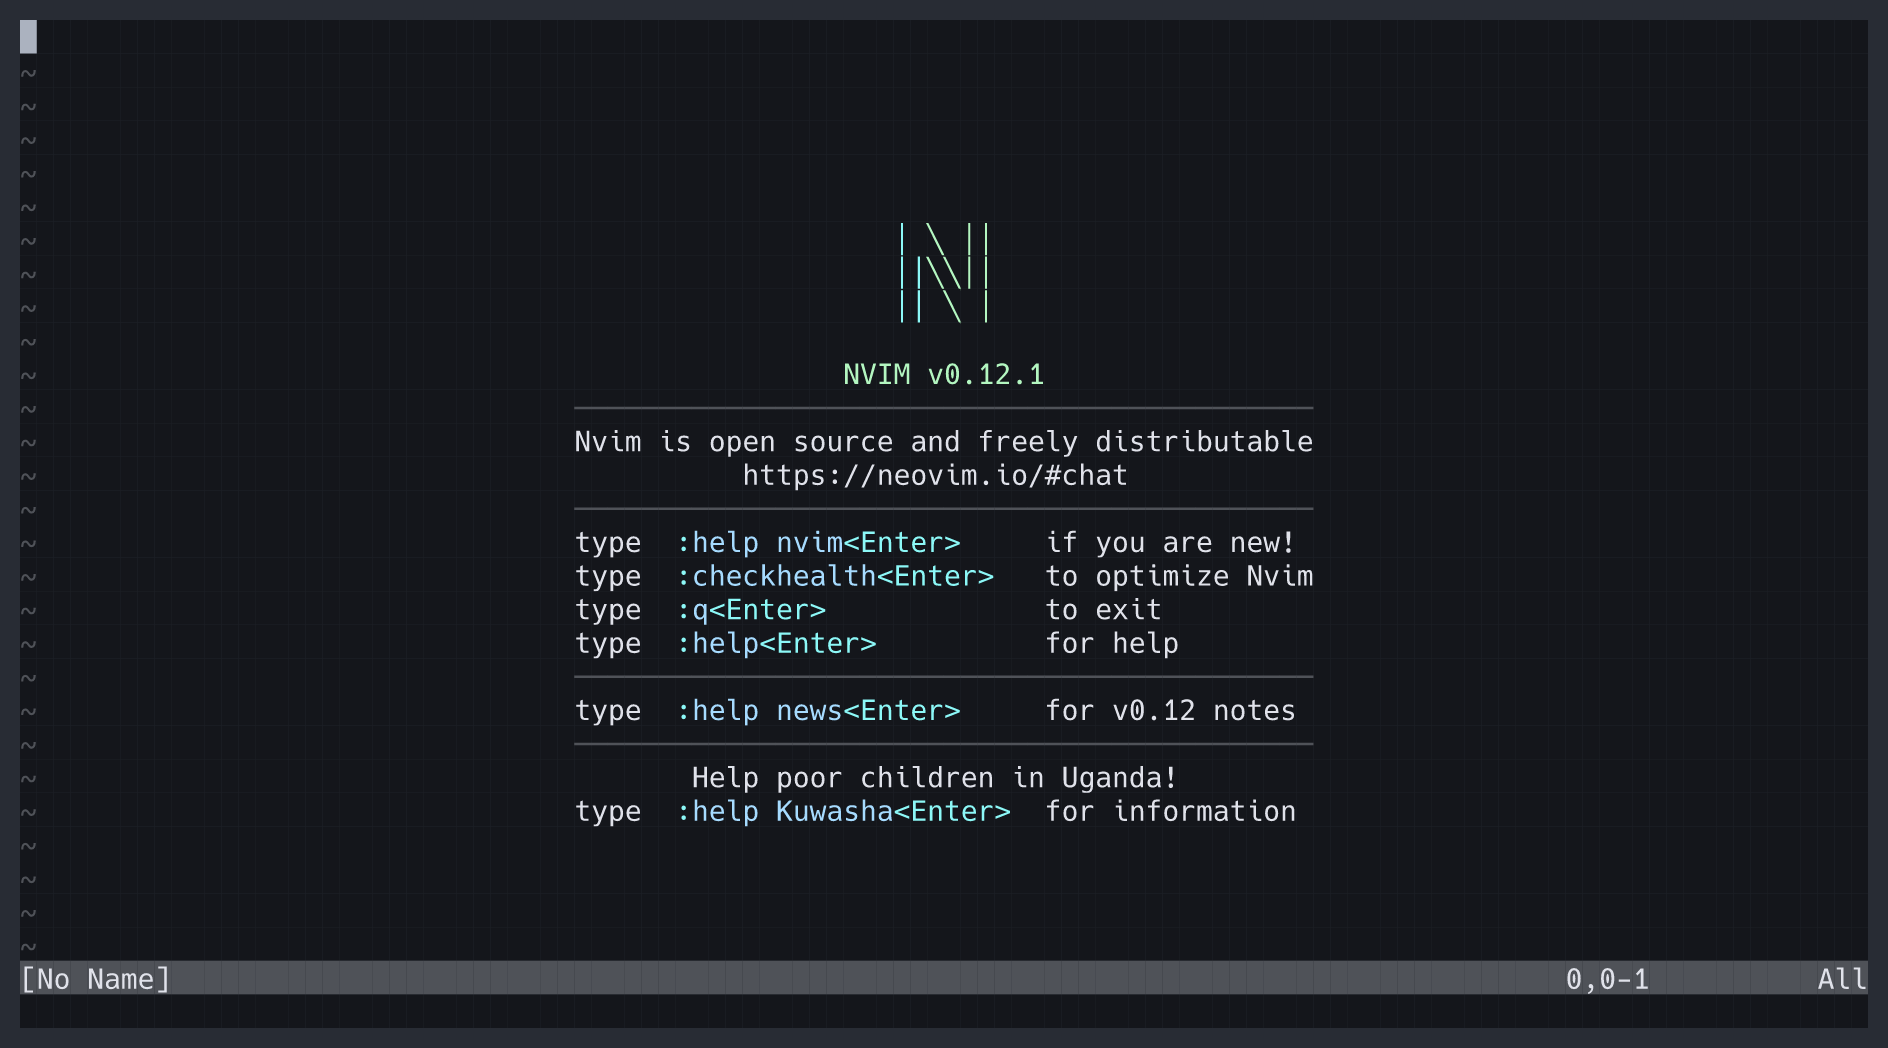 ~
~
~
~
~
~ | \ ||
~ ||\\||
~ || \ |
~
~ NVIM v0.12.1
~
~ Nvim is open source and freely distributable
~ https://neovim.io/#chat
~
~ type :help nvim<Enter> if you are new!
~ type :checkhealth<Enter> to optimize Nvim
~ type :q<Enter> to exit
~ type :help<Enter> for help
~
~ type :help news<Enter> for v0.12 notes
~
~ Help poor children in Uganda!
~ type :help Kuwasha<Enter> for information
~
~
~
~
[No Name] 0,0-1 All